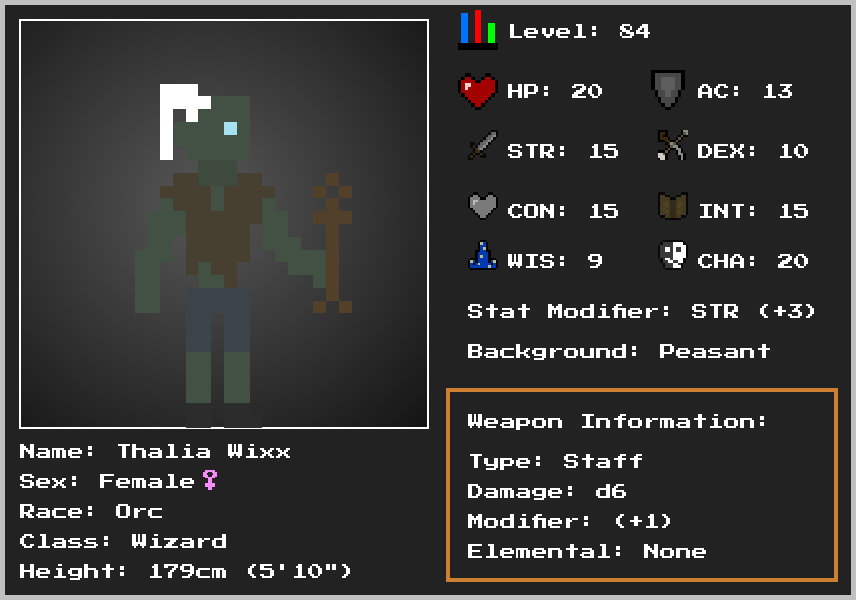 Level: 84
HP: 20
AC: 13
STR: 15
DEX: 10
CON: 15
INT: 15
WIS: 9
CHA: 20
Stat Modifier: STR (+3)
Background: Peasant
Weapon Information:
Type: Staff
Damage: d6
Modifier: (+1)
Elemental: None
Name: Thalia Wixx
Sex: Female♀
Race: Orc
Class: Wizard
Height: 179cm (5'10")